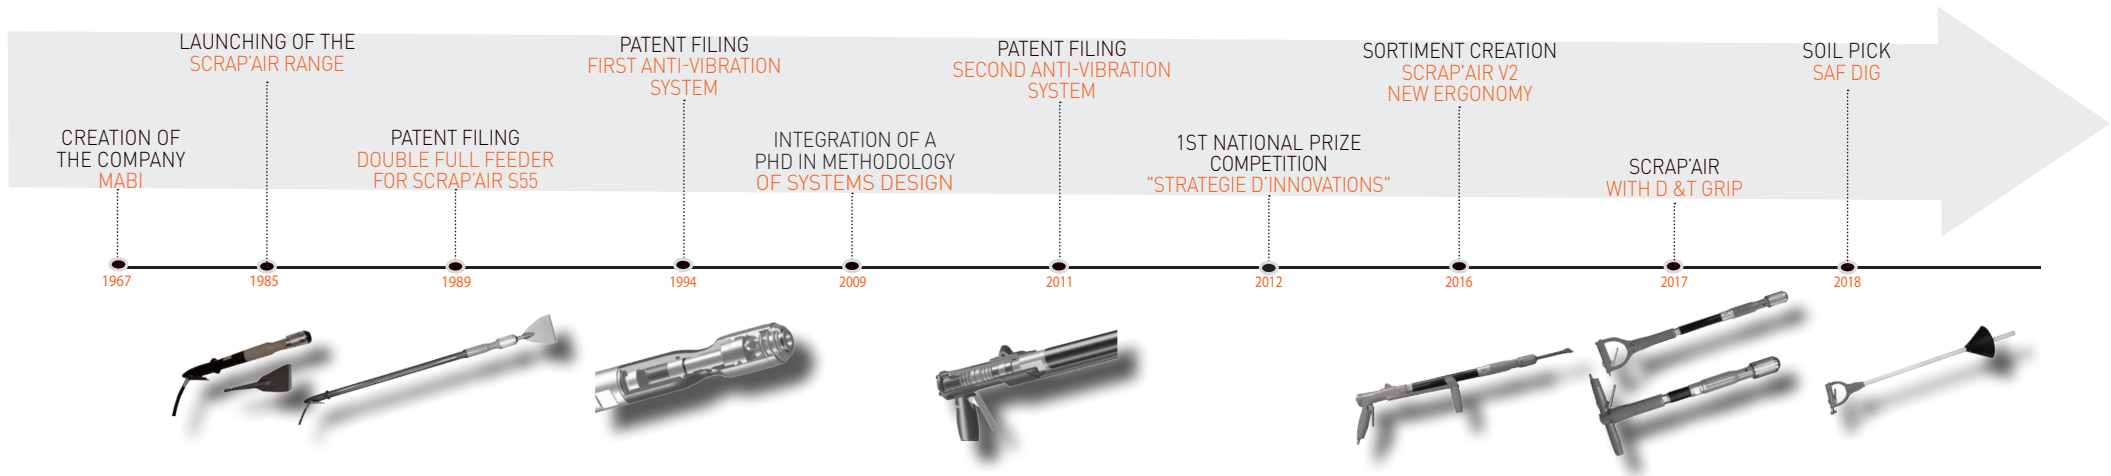 CREATION OF
THE COMPANY
MABI
1967
LAUNCHING OF THE
SCRAP'AIR RANGE
1985
PATENT FILING
DOUBLE FULL FEEDER
FOR SCRAP'AIR S55
1989
PATENT FILING
FIRST ANTI-VIBRATION
SYSTEM
1994
INTEGRATION OF A
PHD IN METHODOLOGY
OF SYSTEMS DESIGN
2009
PATENT FILING
SECOND ANTI-VIBRATION
SYSTEM
2011
1ST NATIONAL PRIZE
COMPETITION
"STRATEGIE D'INNOVATIONS"
2012
SORTIMENT CREATION
SCRAP'AIR V2
NEW ERGONOMY
2016
SCRAP'AIR
WITH D &T GRIP
2017
SOIL PICK
SAF DIG
2018